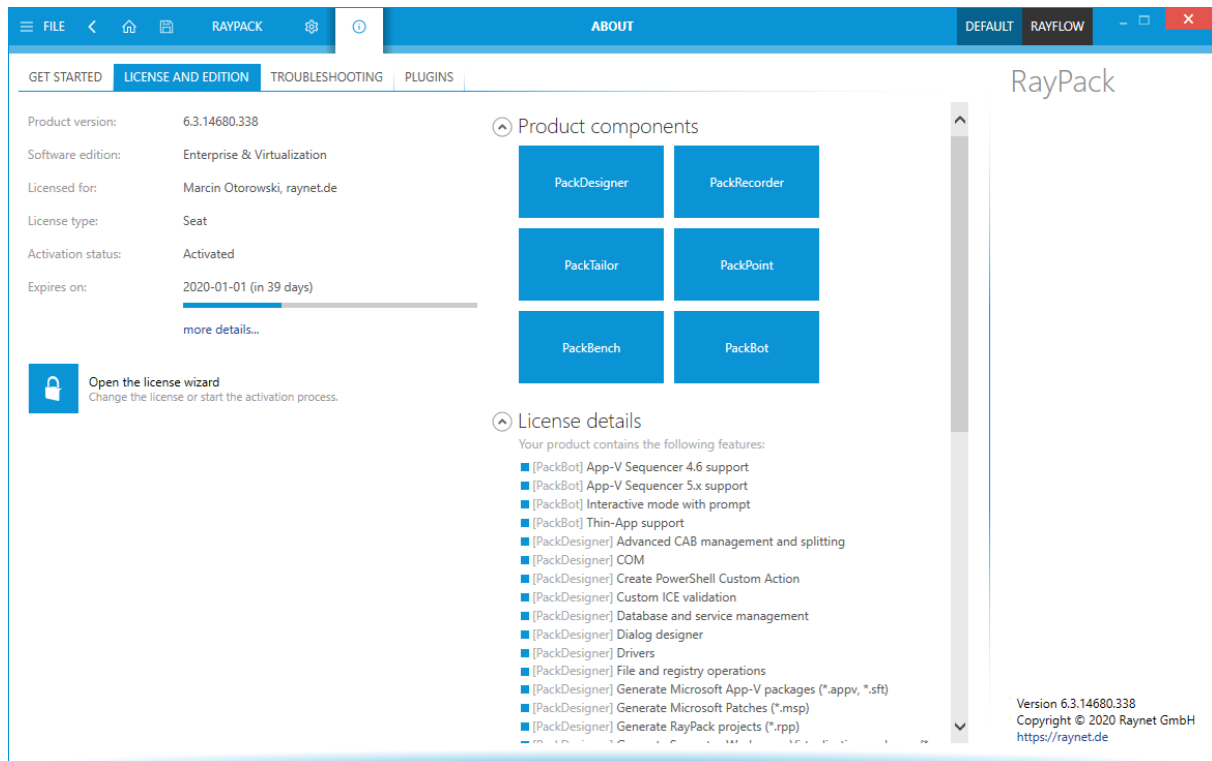 FILE RAYPACK ABOUT DEFAULT RAYFLOW
GET STARTED LICENSE AND EDITION TROUBLESHOOTING PLUGINS
RayPack
Product version: 6.3.14680.338
Software edition: Enterprise & Virtualization
Licensed for: Marcin Otorowski, raynet.de
License type: Seat
Activation status: Activated
Expires on: 2020-01-01 (in 39 days)
more details...
Open the license wizard
Change the license or start the activation process.
Product components
PackDesigner PackRecorder
PackTailor PackPoint
PackBench PackBot
License details
Your product contains the following features:
[PackBot] App-V Sequencer 4.6 support
[PackBot] App-V Sequencer 5.x support
[PackBot] Interactive mode with prompt
[PackBot] Thin-App support
[PackDesigner] Advanced CAB management and splitting
[PackDesigner] COM
[PackDesigner] Create PowerShell Custom Action
[PackDesigner] Custom ICE validation
[PackDesigner] Database and service management
[PackDesigner] Dialog designer
[PackDesigner] Drivers
[PackDesigner] File and registry operations
[PackDesigner] Generate Microsoft App-V packages (*.appv, *.sft)
[PackDesigner] Generate Microsoft Patches (*.msp)
[PackDesigner] Generate RayPack projects (*.rpp)
Version 6.3.14680.338
Copyright © 2020 Raynet GmbH
https://raynet.de